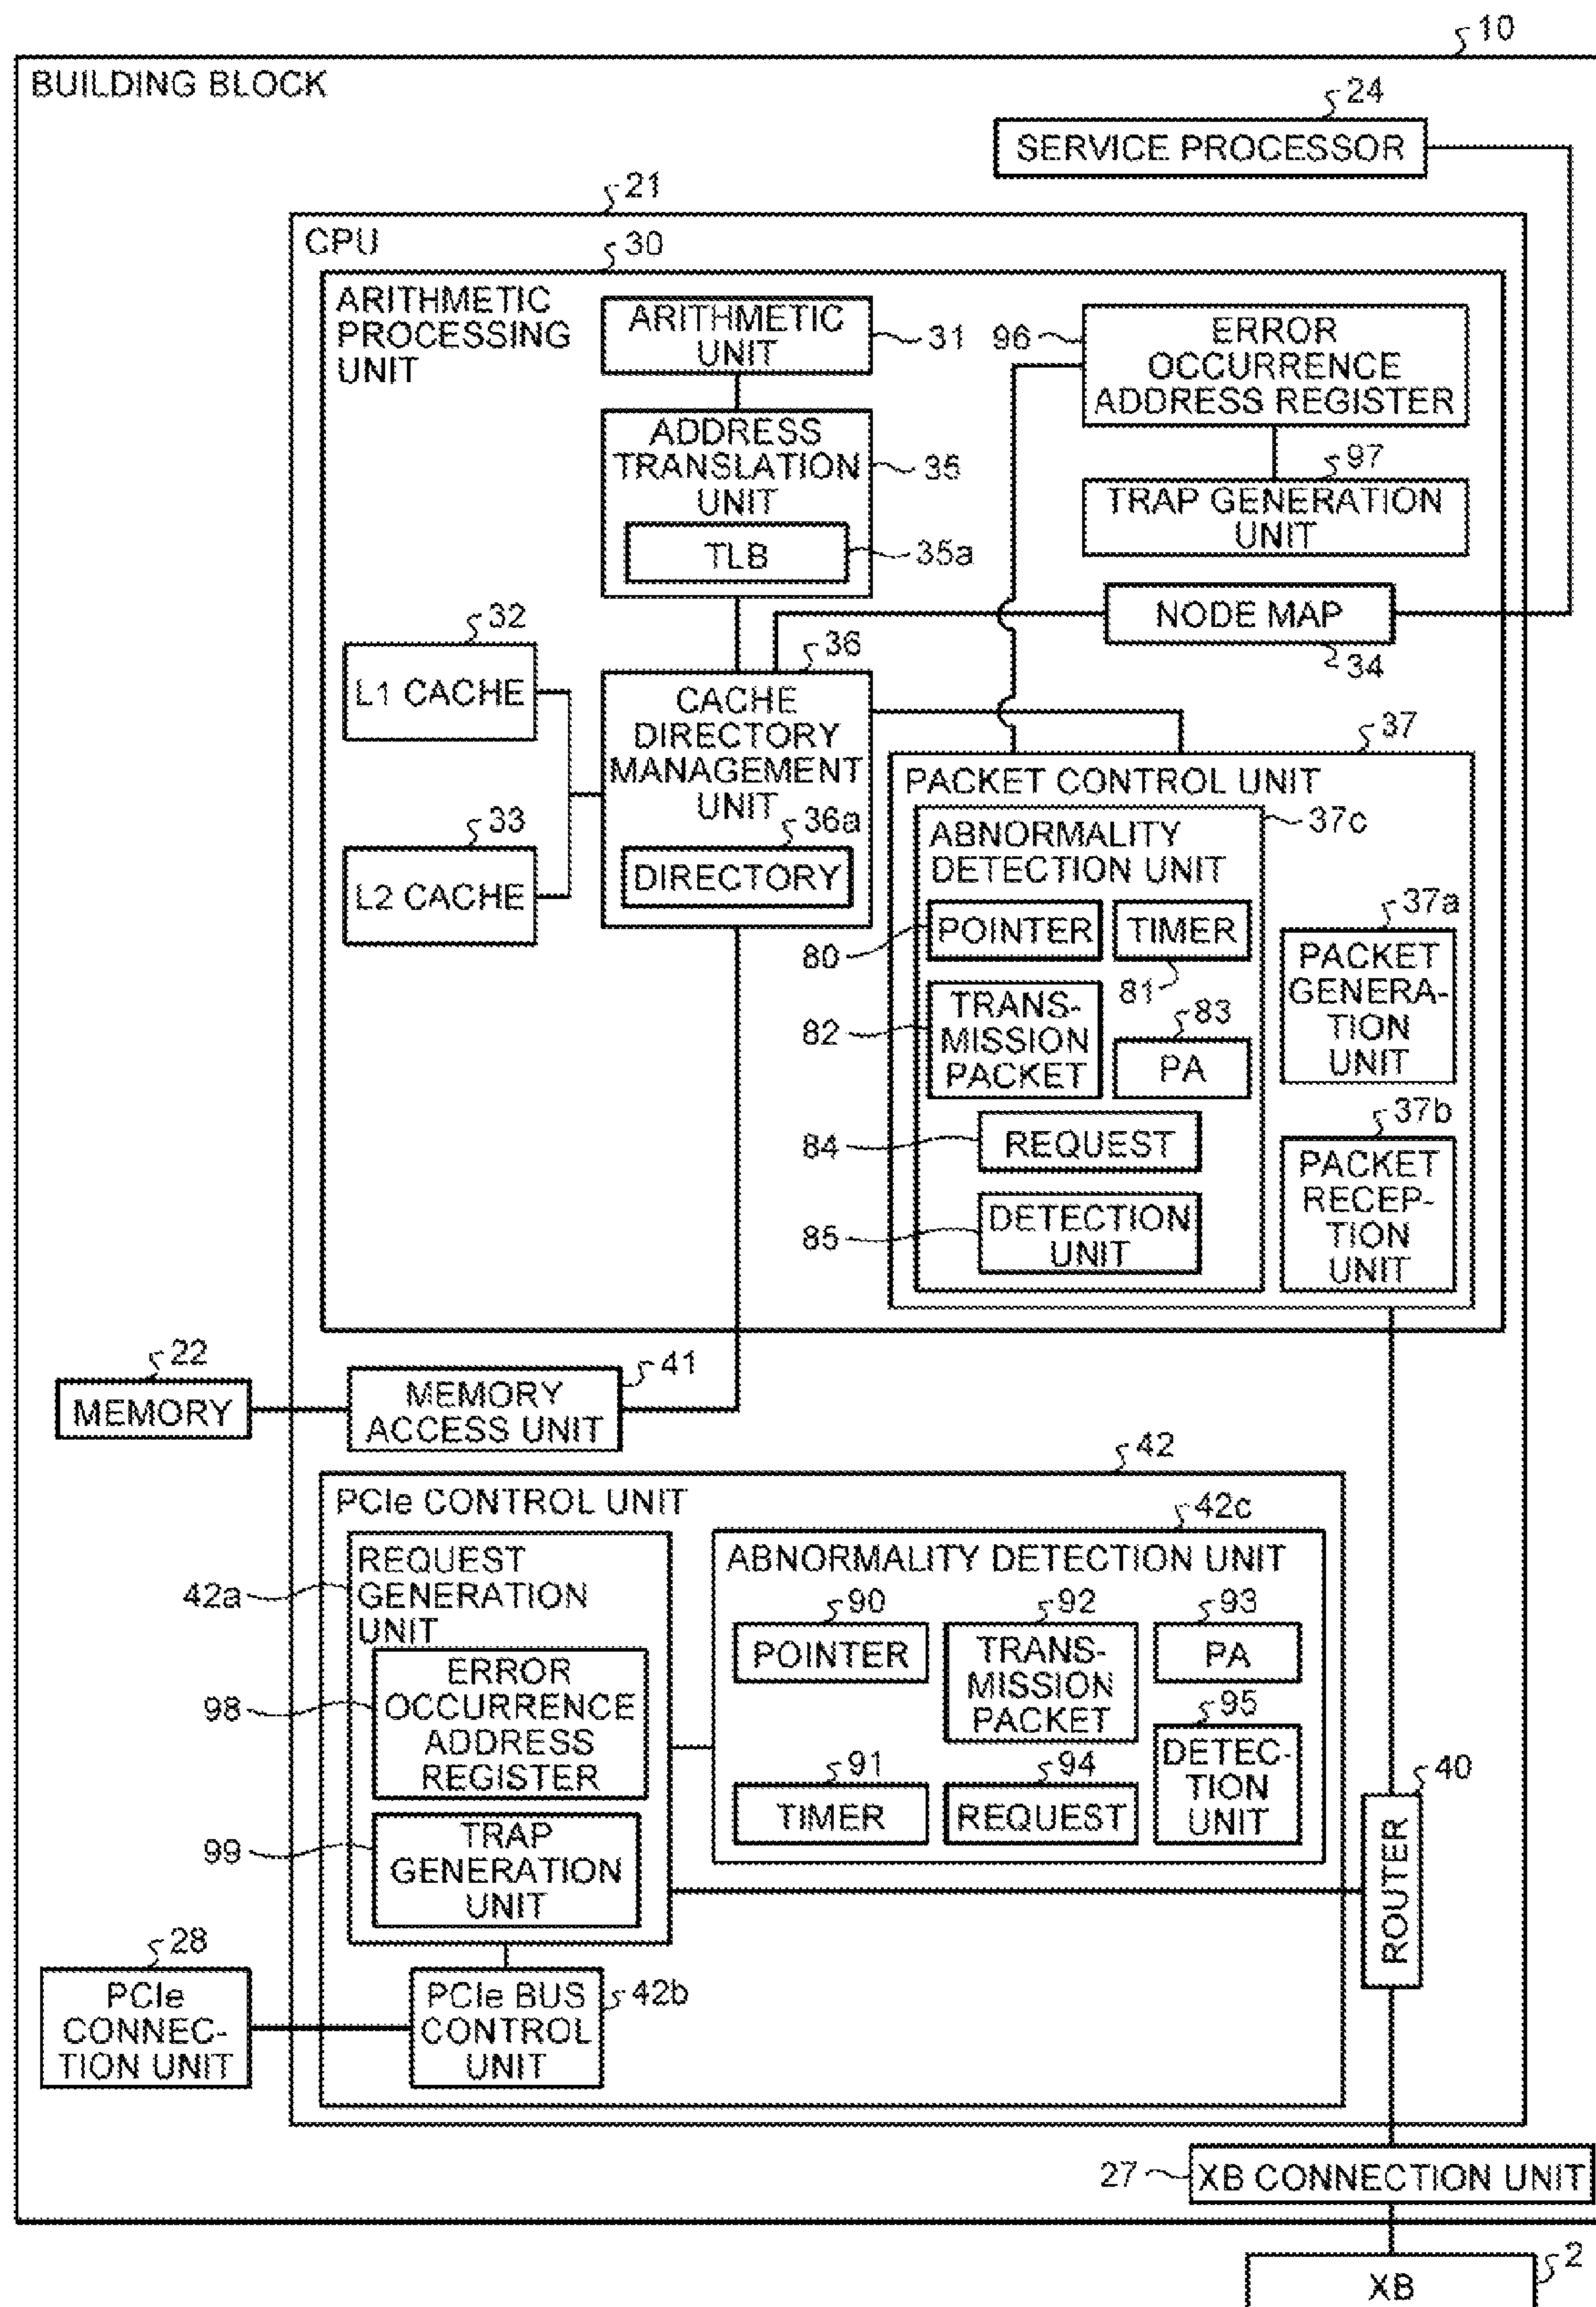 10
BUILDING BLOCK
24
SERVICE PROCESSOR
21
CPU
30
ARITHMETIC
PROCESSING
UNIT
ARITHMETIC
UNIT
31
96
ERROR
OCCURRENCE
ADDRESS REGISTER
ADDRESS
TRANSLATION
UNIT
35
TLB
35a
97
TRAP GENERATION
UNIT
NODE MAP
34
32
L1 CACHE
33
L2 CACHE
36
CACHE
DIRECTORY
MANAGEMENT
UNIT
36a
DIRECTORY
37
PACKET CONTROL UNIT
37c
ABNORMALITY
DETECTION UNIT
POINTER
80
TIMER
81
TRANS-
MISSION
PACKET
82
83
PA
84
REQUEST
85
DETECTION
UNIT
37a
PACKET
GENERA-
TION
UNIT
37b
PACKET
RECEP-
TION
UNIT
22
MEMORY
41
MEMORY
ACCESS UNIT
42
PCIe CONTROL UNIT
42a
REQUEST
GENERATION
UNIT
98
ERROR
OCCURRENCE
ADDRESS
REGISTER
99
TRAP
GENERATION
UNIT
42c
ABNORMALITY DETECTION UNIT
90
POINTER
92
TRANS-
MISSION
PACKET
93
PA
95
DETEC-
TION
UNIT
91
TIMER
94
REQUEST
40
ROUTER
28
PCIe
CONNEC-
TION UNIT
PCIe BUS
CONTROL
UNIT
42b
27
XB CONNECTION UNIT
2
XB